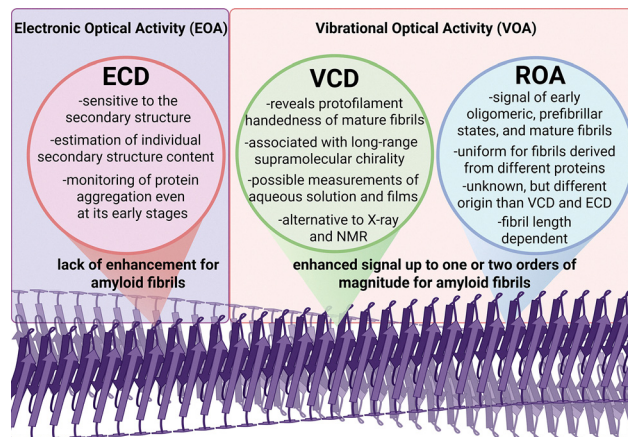 Electronic Optical Activity (EOA)
Vibrational Optical Activity (VOA)
ECD
-sensitive to the
secondary structure
-estimation of individual
secondary structure content
-monitoring of protein
aggregation even
at its early stages
lack of enhancement for
amyloid fibrils
VCD
-reveals protofilament
handedness of mature fibrils
-associated with long-range
supramolecular chirality
-possible measurements of
aqueous solution and films
-alternative to X-ray
and NMR
ROA
-signal of early
oligomeric, prefibrillar
states, and mature fibrils
-uniform for fibrils derived
from different proteins
-unknown, but different
origin than VCD and ECD
-fibril length
dependent
enhanced signal up to one or two orders of
magnitude for amyloid fibrils